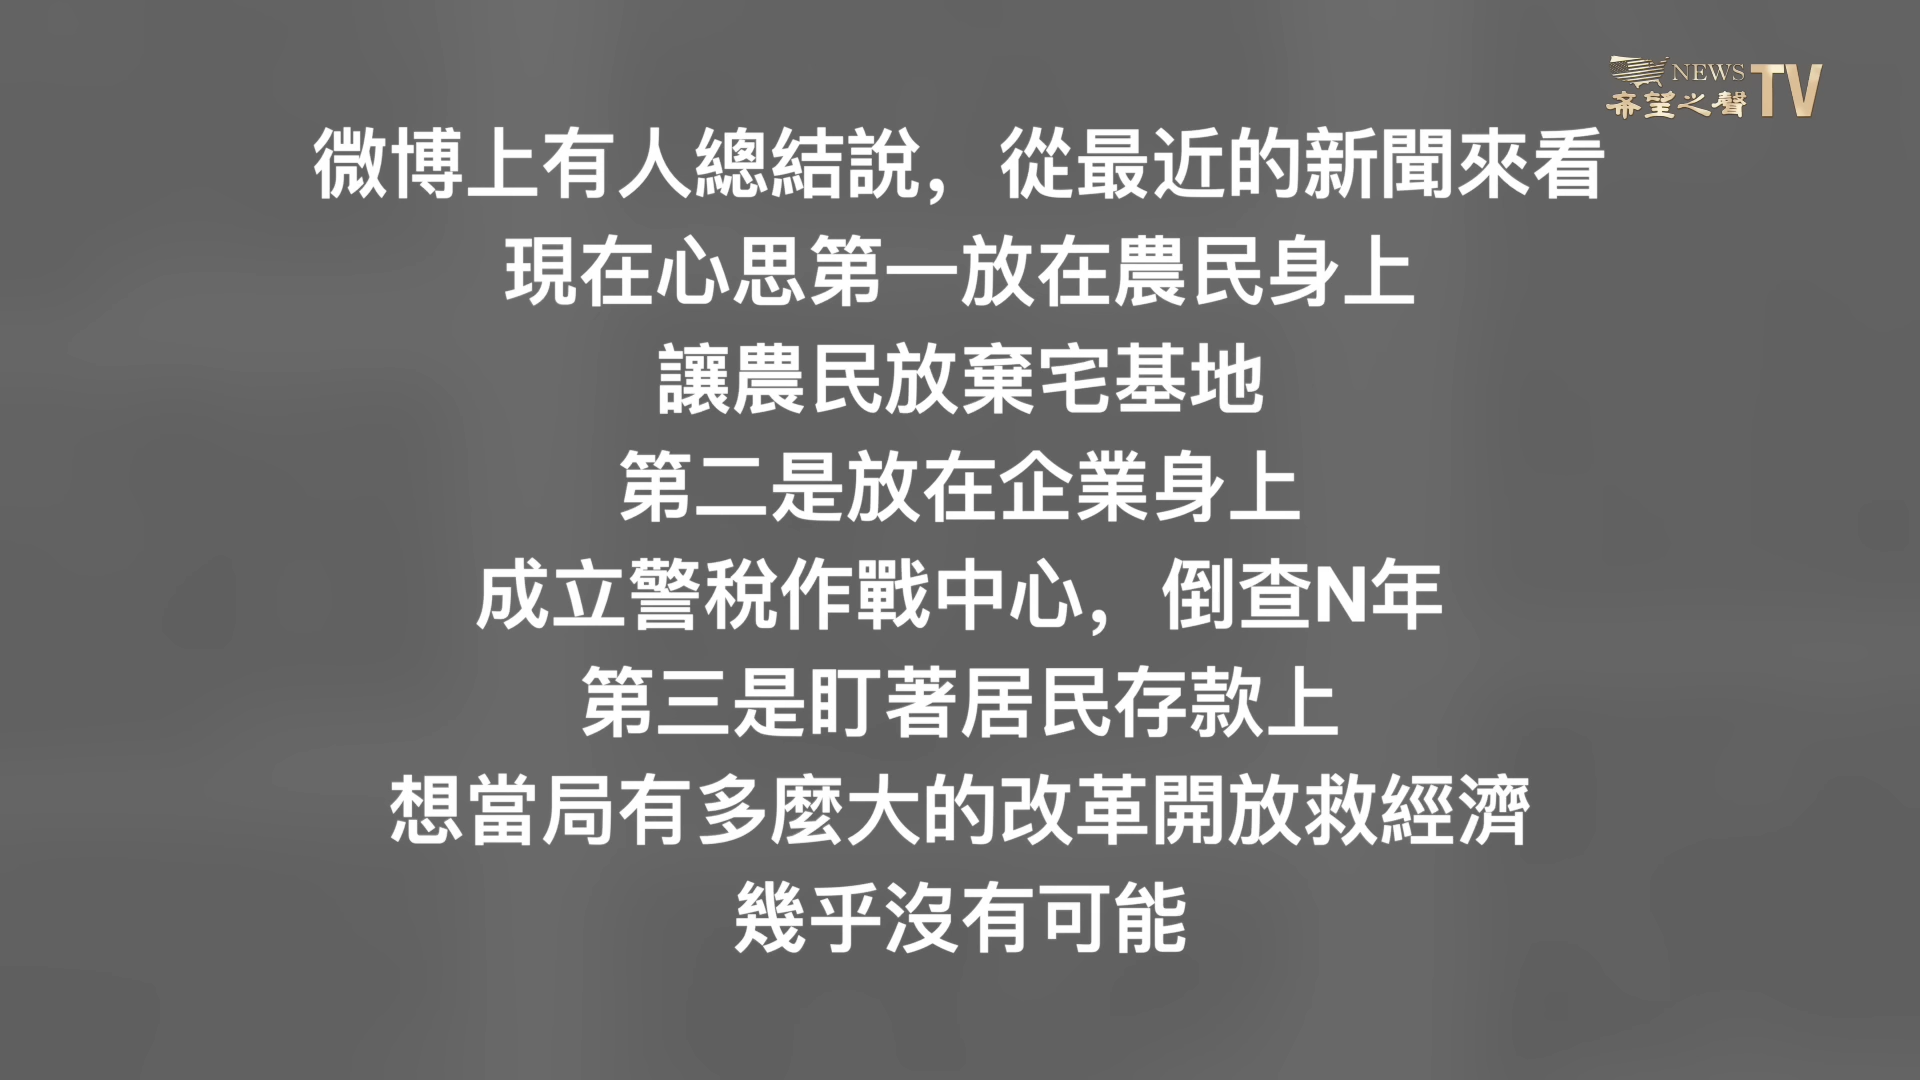 NEWS
希望之聲TV
微博上有人總結說，從最近的新聞來看
現在心思第一放在農民身上
讓農民放棄宅基地
第二是放在企業身上
成立警稅作戰中心，倒查N年
第三是盯著居民存款上
想當局有多麼大的改革開放救經濟
幾乎沒有可能